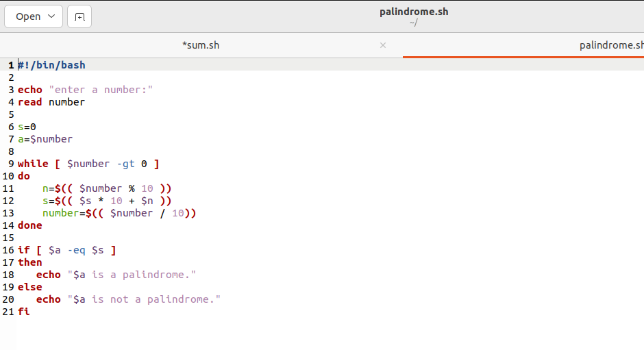 Open
palindrome.sh
~/
*sum.sh
palindrome.sh
1 #!/bin/bash
2
3 echo "enter a number:"
4 read number
5
6 s=0
7 a=$number
8
9 while [ $number -gt 0 ]
10 do
11     n=$(( $number % 10 ))
12     s=$(( $s * 10 + $n ))
13     number=$(( $number / 10))
14 done
15
16 if [ $a -eq $s ]
17 then
18    echo "$a is a palindrome."
19 else
20    echo "$a is not a palindrome."
21 fi